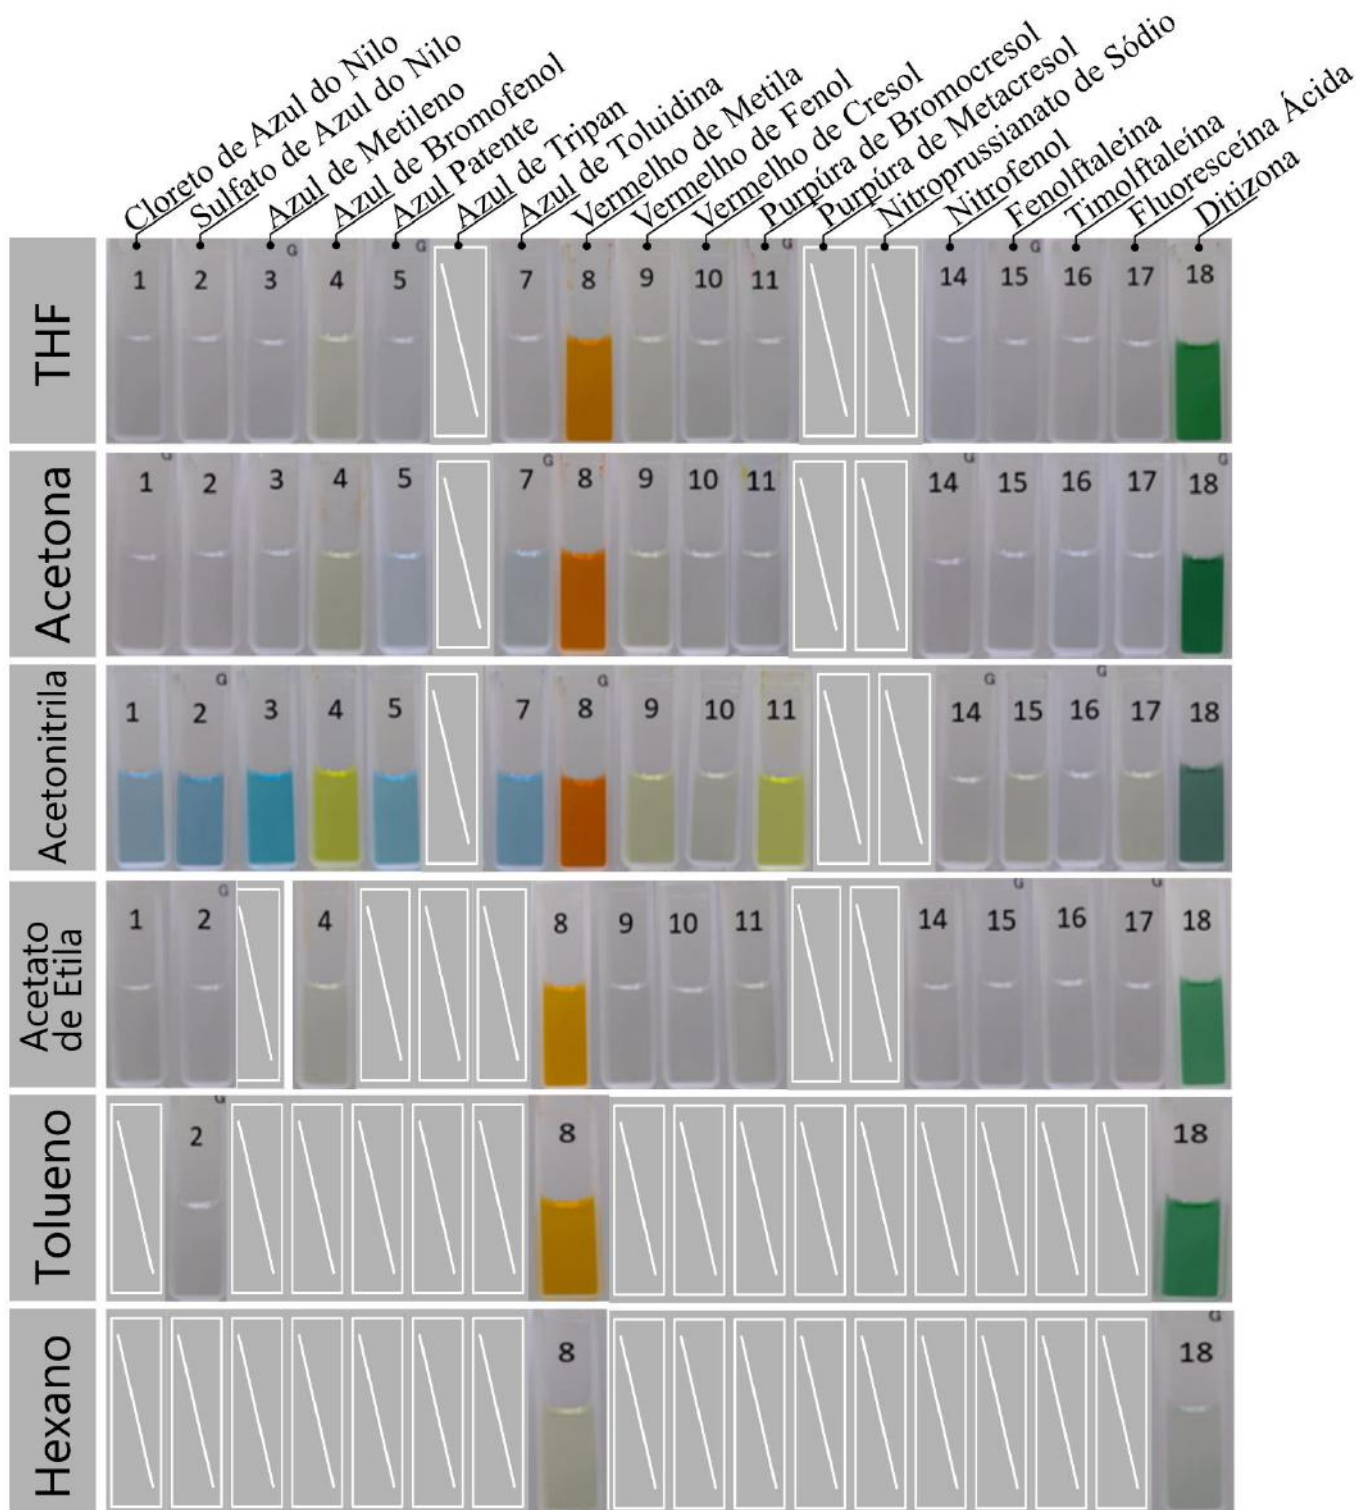 Cloreto de Azul do Nilo
Sulfato de Azul do Nilo
Azul de Metileno
Azul de Bromofenol
Azul Patente
Azul de Tripan
Azul de Toluidina
Vermelho de Metila
Vermelho de Fenol
Vermelho de Cresol
Purpúra de Bromocresol
Purpúra de Metacresol
Nitroprussianato de Sódio
Nitrofenol
Fenolftaleína
Timolftaleína
Fluoresceína Ácida
Ditizona
THF
1 2 3 G 4 5 G 7 8 9 10 11 G 14 15 G 16 17 18
Acetona
1 G 2 3 4 5 7 G 8 9 10 11 14 G 15 16 17 18 G
Acetonitrila
1 2 G 3 4 5 7 8 G 9 10 11 14 G 15 16 G 17 18
Acetato
de Etila
1 2 G 4 8 9 10 11 14 15 G 16 17 G 18
Tolueno
2 G 8 18
Hexano
8 18 G